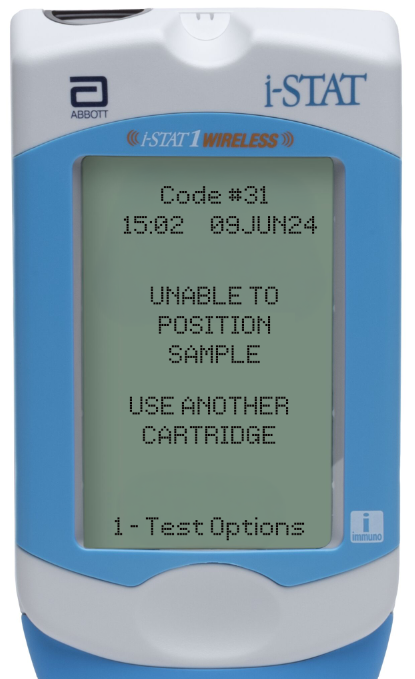 ABBOTT
i-STAT
i-STAT 1 WIRELESS
Code #31
15:02 09JUN24
UNABLE TO
POSITION
SAMPLE
USE ANOTHER
CARTRIDGE
1 - Test Options
i
immuno